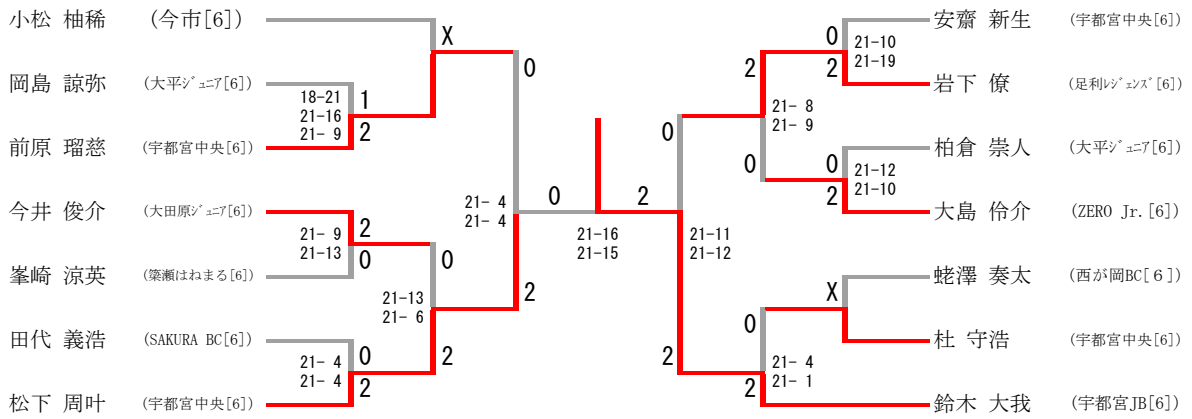 小松 柚稀 (今市[6])
岡島 諒弥 (大平ジュニア[6])
前原 瑠慈 (宇都宮中央[6])
今井 俊介 (大田原ジュニア[6])
峯崎 涼英 (簗瀬はねまる[6])
田代 義浩 (SAKURA BC[6])
松下 周叶 (宇都宮中央[6])
X
18-21
21-16
21- 9
1
2
0
21- 9
21-13
2
0
21-13
21- 6
0
2
21- 4
21- 4
0
2
21- 4
21- 4
2
0
2
21-16
21-15
21-11
21-12
0
2
2
21- 8
21- 9
0
0
21-10
21-19
2
0
21-12
21-10
2
X
0
21- 4
21- 1
2
安齋 新生 (宇都宮中央[6])
岩下 僚 (足利レジェンズ[6])
柏倉 崇人 (大平ジュニア[6])
大島 伶介 (ZERO Jr.[6])
蛯澤 奏太 (西が岡BC[６])
杜 守浩 (宇都宮中央[6])
鈴木 大我 (宇都宮JB[6])